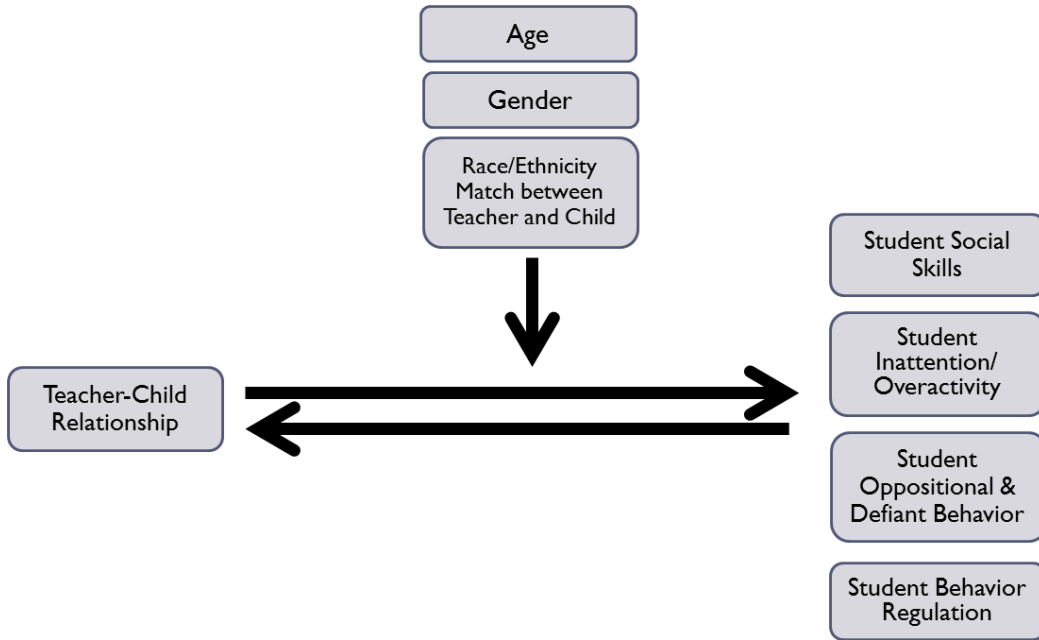 Age
Gender
Race/Ethnicity
Match between
Teacher and Child
Student Social
Skills
Student
Inattention/
Overactivity
Teacher-Child
Relationship
Student
Oppositional &
Defiant Behavior
Student Behavior
Regulation